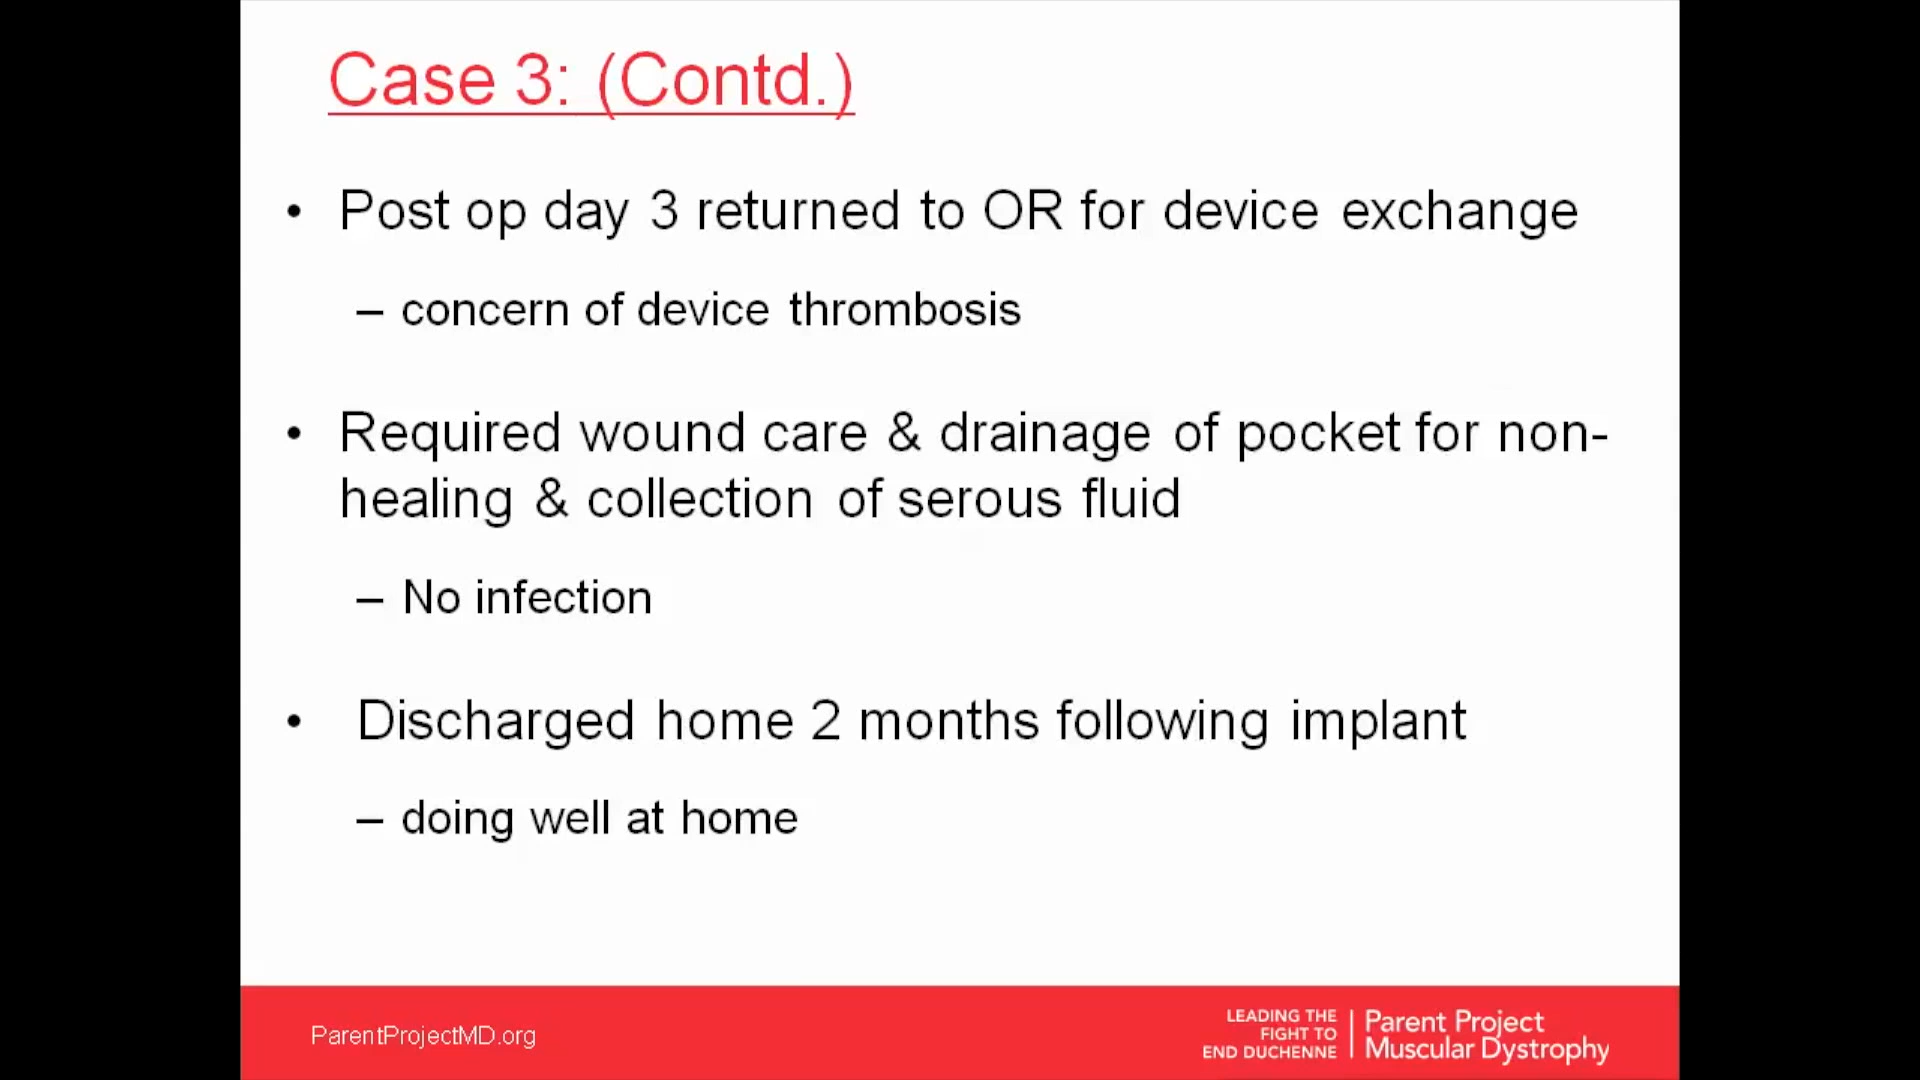 Case 3: (Contd.)
• Post op day 3 returned to OR for device exchange
– concern of device thrombosis
• Required wound care & drainage of pocket for non-
healing & collection of serous fluid
– No infection
• Discharged home 2 months following implant
– doing well at home
ParentProjectMD.org
LEADING THE
FIGHT TO
END DUCHENNE
Parent Project
Muscular Dystrophy